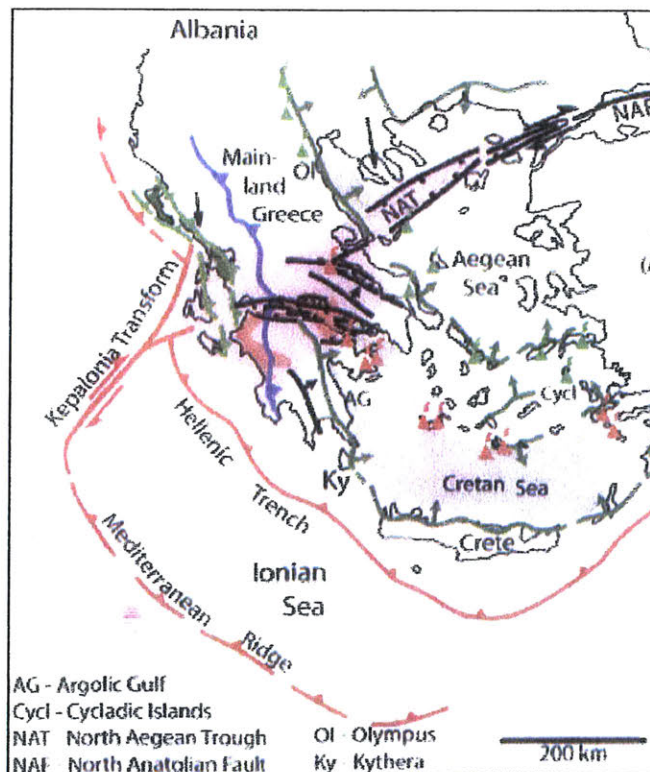 Albania
NAF
Main-
land
Greece
Ol
NAT
Aegean
Sea
Kepalonia Transform
AG
Cycl
Hellenic
Trench
Ky
Cretan Sea
Crete
Mediterranean
Ridge
Ionian
Sea
AG - Argolic Gulf
Cycl - Cycladic Islands
NAT - North Aegean Trough
Ol - Olympus
NAF - North Anatolian Fault
Ky - Kythera
200 km